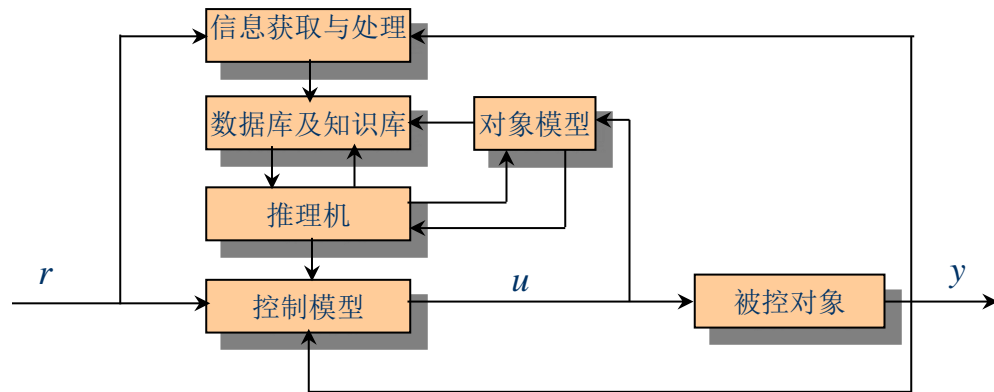 信息获取与处理
数据库及知识库
对象模型
推理机
r
控制模型
u
被控对象
y